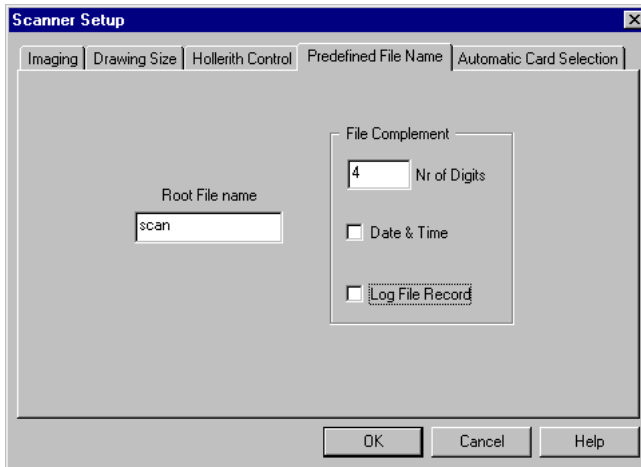 Scanner Setup
Imaging Drawing Size Hollerith Control Predefined File Name Automatic Card Selection
File Complement
4 Nr of Digits
Root File name
scan
Date & Time
Log File Record
OK Cancel Help